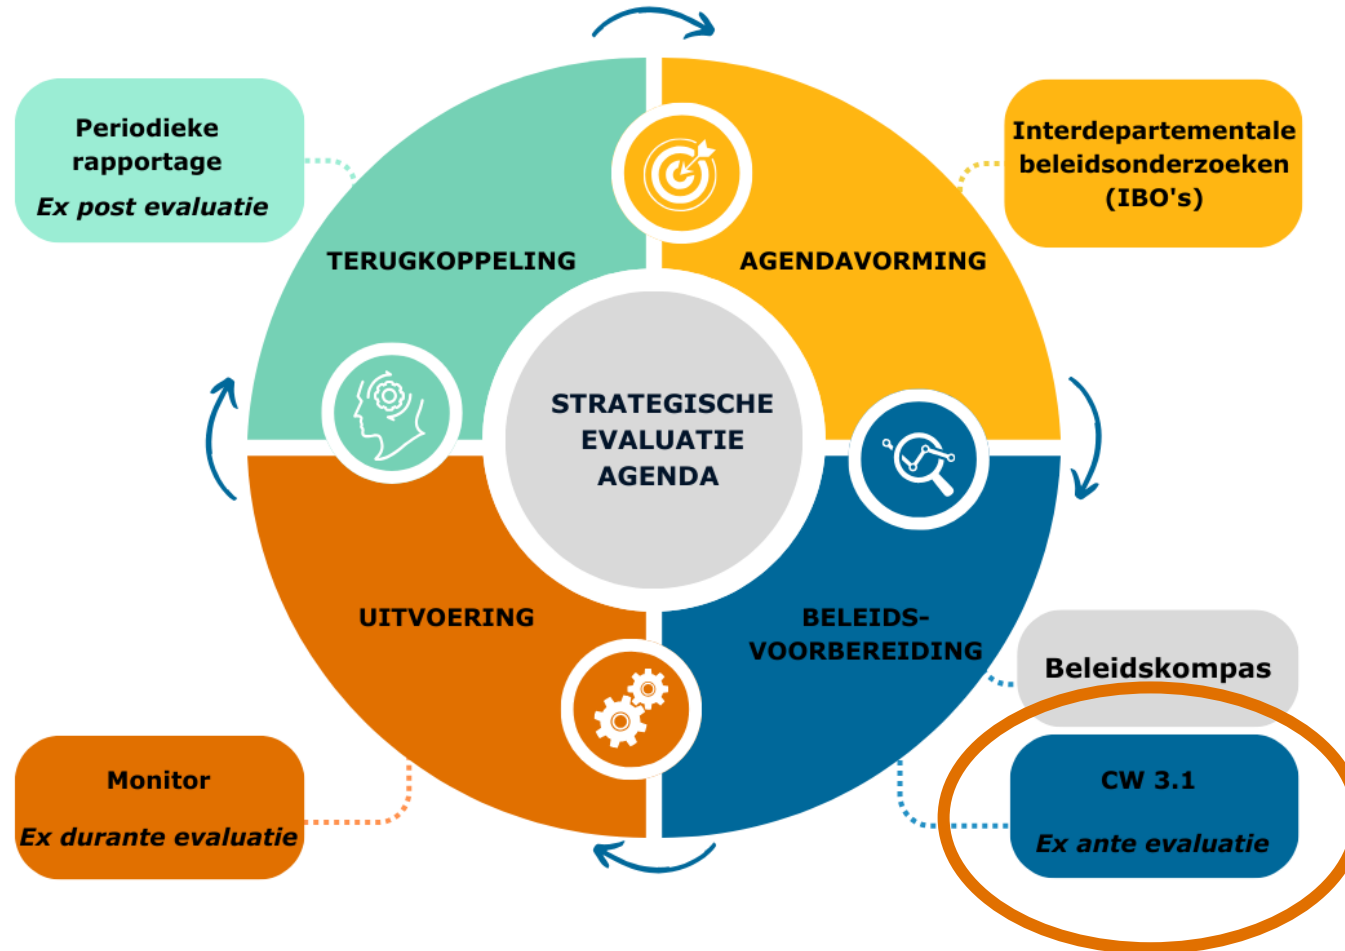 Periodieke
rapportage
Ex post evaluatie
Interdepartementale
beleidsonderzoeken
(IBO's)
TERUGKOPPELING
AGENDAVORMING
STRATEGISCHE
EVALUATIE
AGENDA
UITVOERING
BELEIDS-
VOORBEREIDING
Beleidskompas
Monitor
Ex durante evaluatie
CW 3.1
Ex ante evaluatie